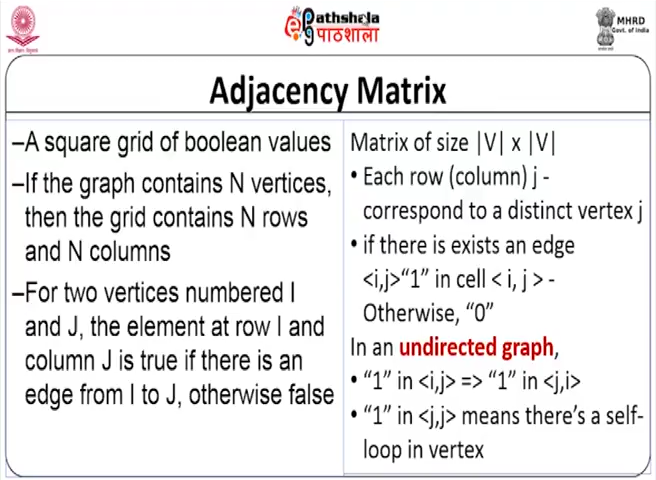 ePathshala
पाठशाला
MHRD
Govt. of India
Adjacency Matrix
–A square grid of boolean values
–If the graph contains N vertices,
then the grid contains N rows
and N columns
–For two vertices numbered I
and J, the element at row I and
column J is true if there is an
edge from I to J, otherwise false
Matrix of size |V| x |V|
• Each row (column) j -
correspond to a distinct vertex j
• if there is exists an edge
<i,j>“1” in cell < i, j > -
Otherwise, “0”
In an undirected graph,
• “1” in <i,j> => “1” in <j,i>
• “1” in <j,j> means there’s a self-
loop in vertex